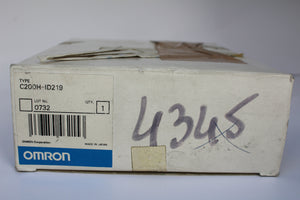 TYPE
C200H-ID219
LOT No. QTY.
0732 1
OMRON
OMRON Corporation MADE IN JAPAN
4345